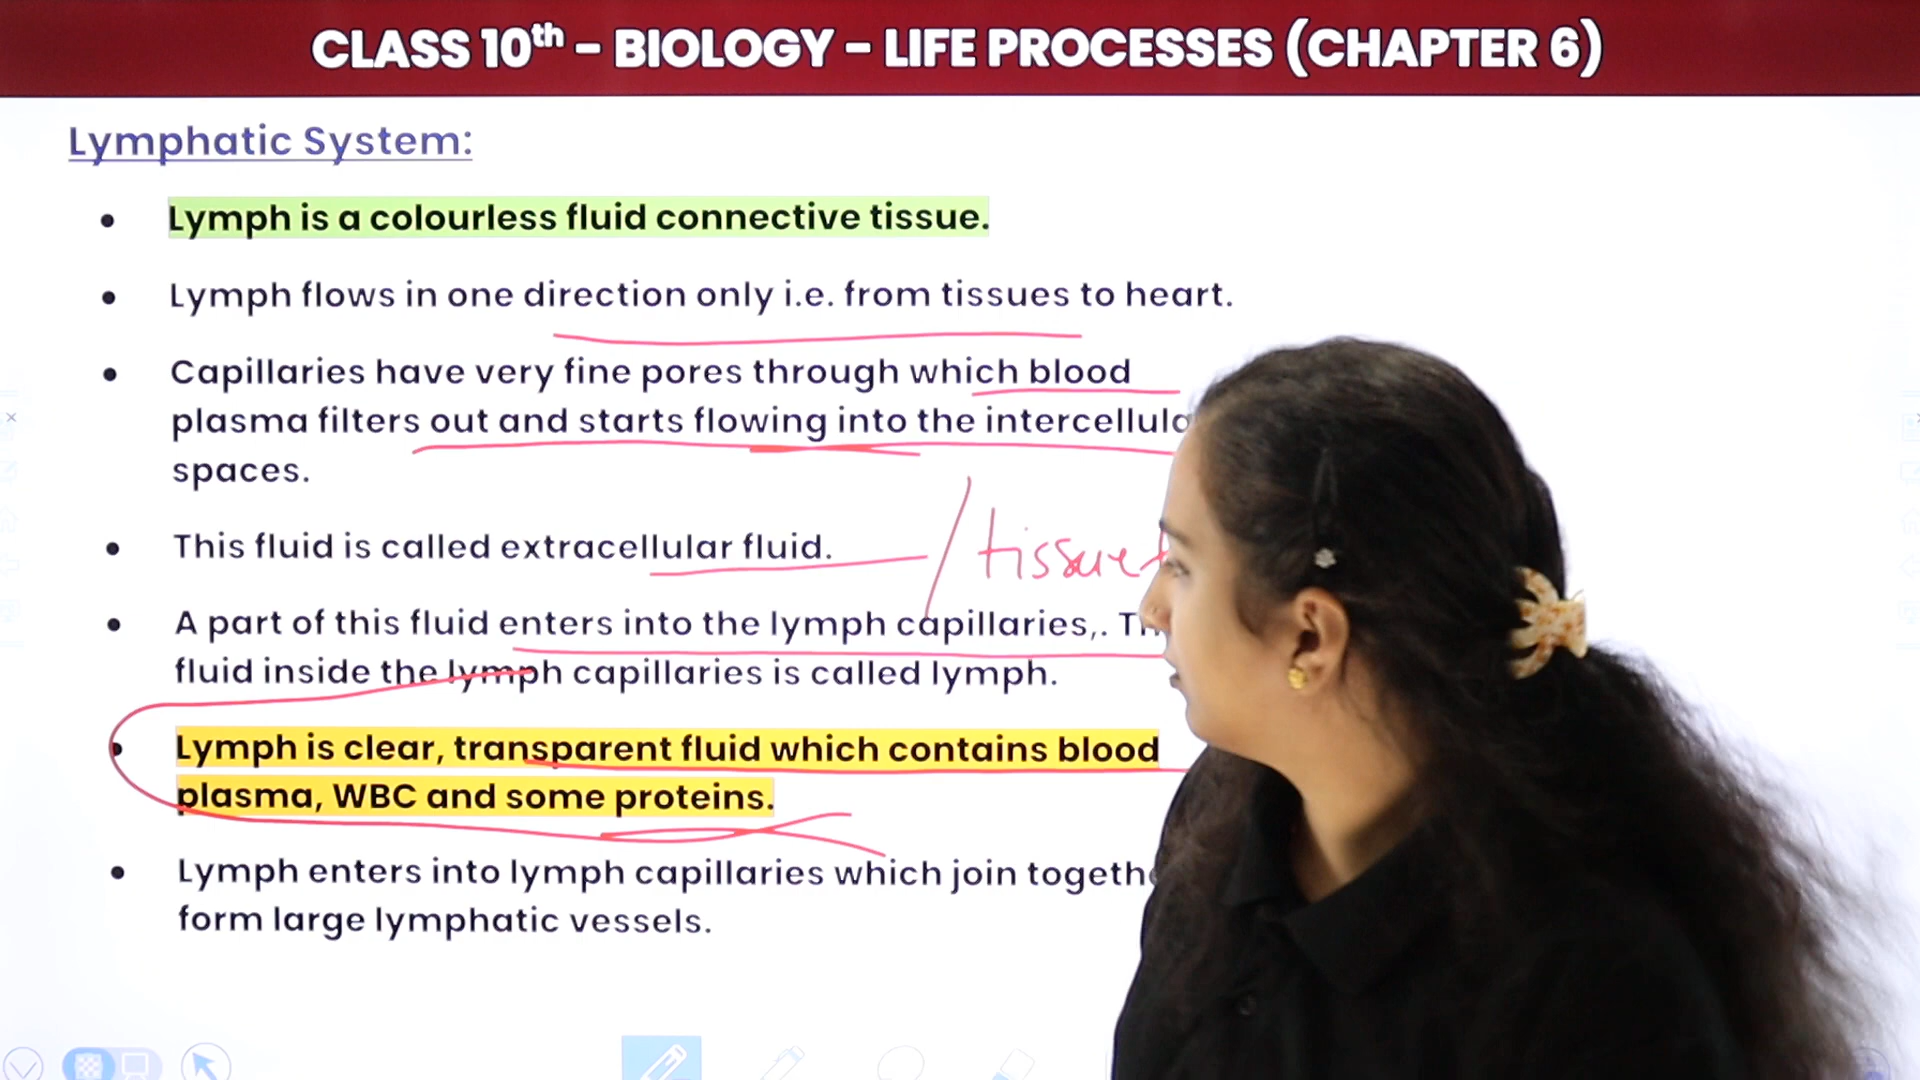 CLASS 10th – BIOLOGY – LIFE PROCESSES (CHAPTER 6)
Lymphatic System:
• Lymph is a colourless fluid connective tissue.
• Lymph flows in one direction only i.e. from tissues to heart.
• Capillaries have very fine pores through which blood
plasma filters out and starts flowing into the
spaces.
• This fluid is called extracellular fluid. / tissue
• A part of this fluid enters into the lymph capillaries,.
fluid inside the lymph capillaries is called lymph.
• Lymph is clear, transparent fluid which contains blood
plasma, WBC and some proteins.
• Lymph enters into lymph capillaries which join
form large lymphatic vessels.